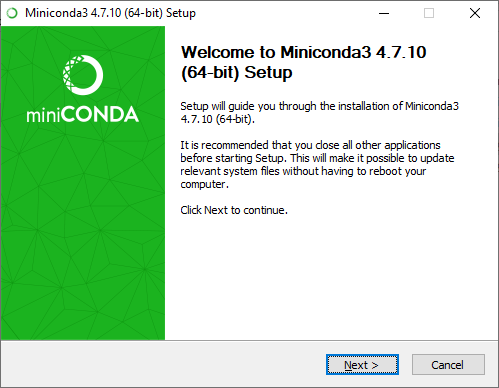 Miniconda3 4.7.10 (64-bit) Setup
miniCONDA
Welcome to Miniconda3 4.7.10
(64-bit) Setup
Setup will guide you through the installation of Miniconda3
4.7.10 (64-bit).
It is recommended that you close all other applications
before starting Setup. This will make it possible to update
relevant system files without having to reboot your
computer.
Click Next to continue.
Next >
Cancel